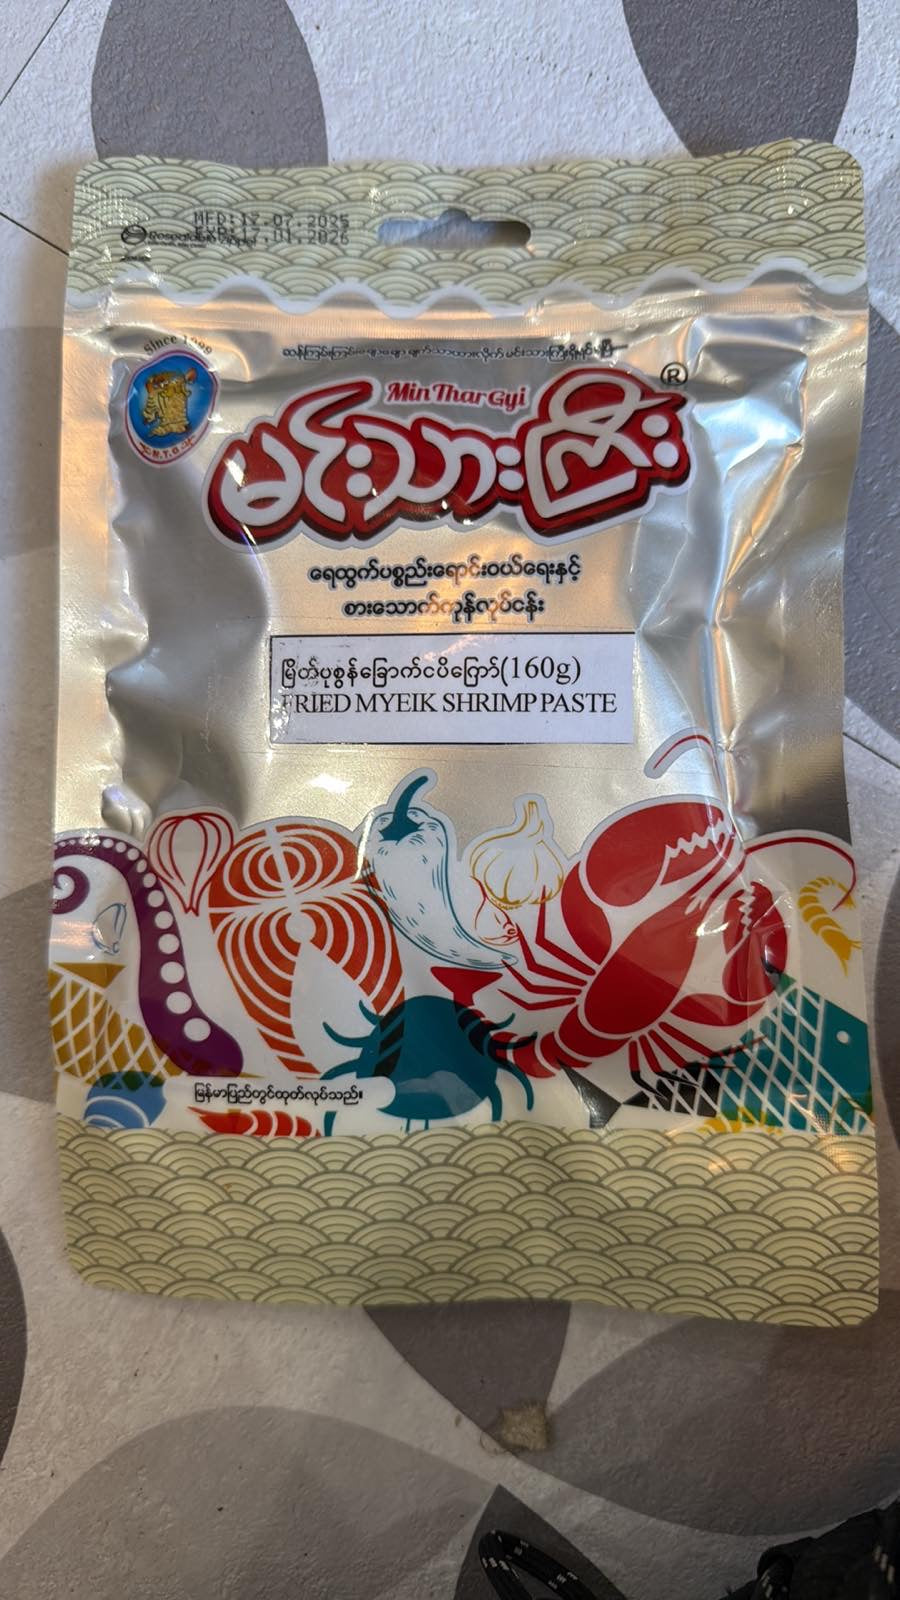 MFD:17.07.2025
EXP:17.01.2026
Since 1999
Min Thar Gyi
®
မင်းသားကြီး
M.T.G
ရေထွက်ပစ္စည်းရောင်းဝယ်ရေးနှင့်
စားသောက်ကုန်လုပ်ငန်း
မြိတ်ပုစွန်ခြောက်ငပိကြော်(160g)
FRIED MYEIK SHRIMP PASTE
မြန်မာပြည်တွင်ထုတ်လုပ်သည်။